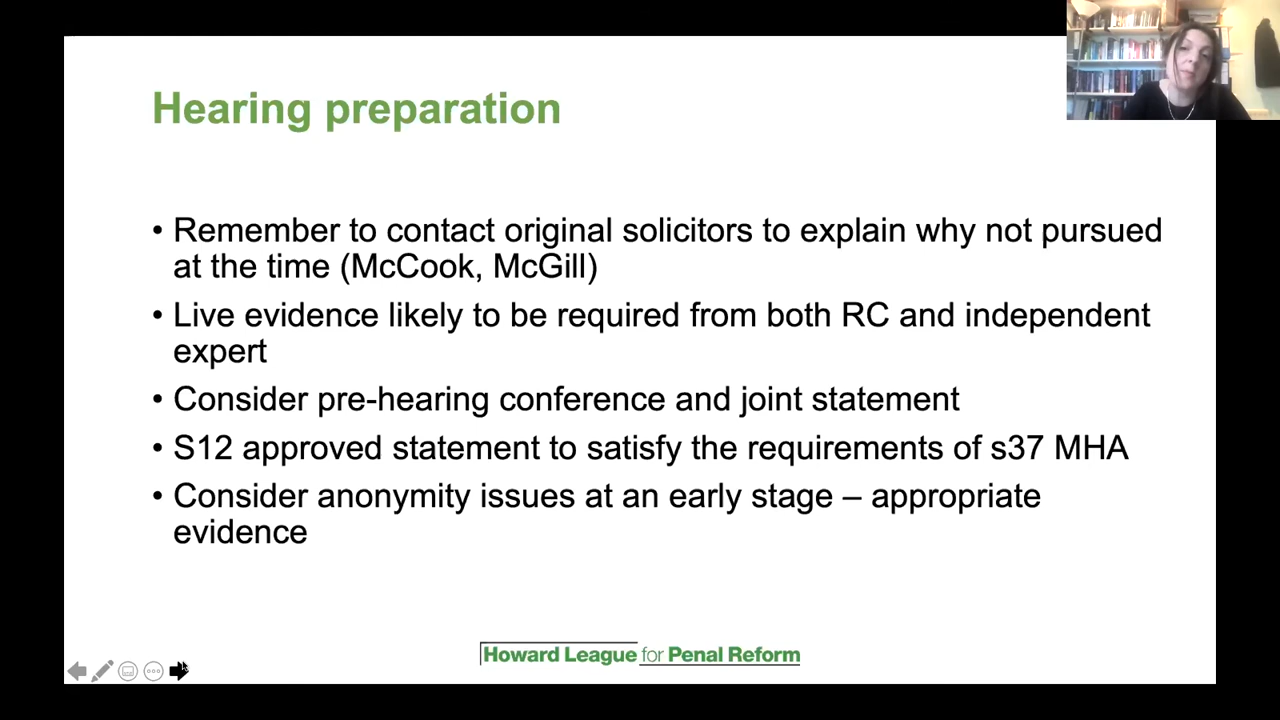 Hearing preparation
• Remember to contact original solicitors to explain why not pursued
at the time (McCook, McGill)
• Live evidence likely to be required from both RC and independent
expert
• Consider pre-hearing conference and joint statement
• S12 approved statement to satisfy the requirements of s37 MHA
• Consider anonymity issues at an early stage – appropriate
evidence
Howard League for Penal Reform